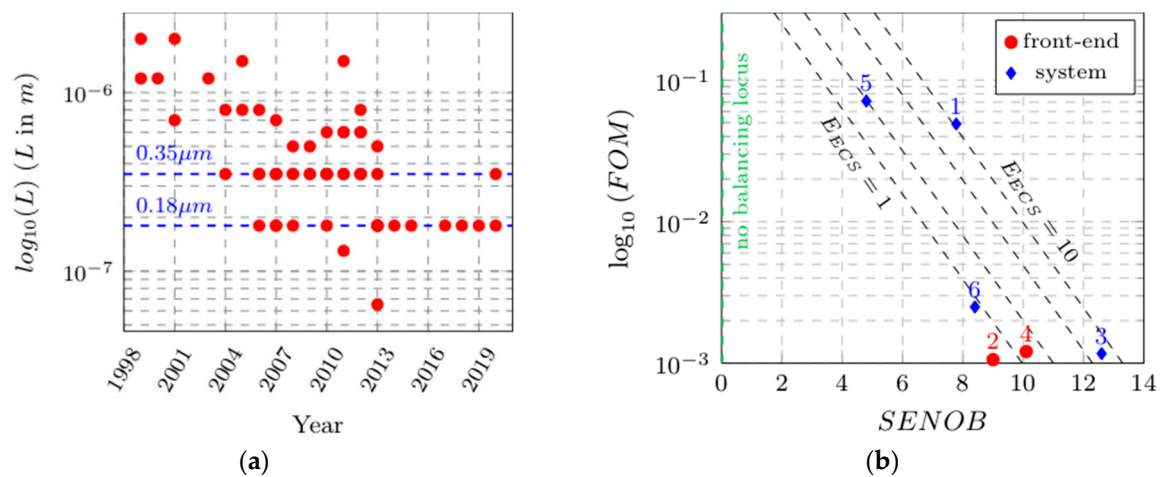 10⁻⁶
10⁻⁷
log₁₀(L) (L in m)
0.35μm
0.18μm
1998
2001
2004
2007
2010
2013
2016
2019
Year
(a)
10⁻¹
10⁻²
10⁻³
log₁₀ (FOM)
no balancing locus
front-end
system
5
1
E_ECS = 1
E_ECS = 10
6
2
4
3
0 2 4 6 8 10 12 14
SENOB
(b)